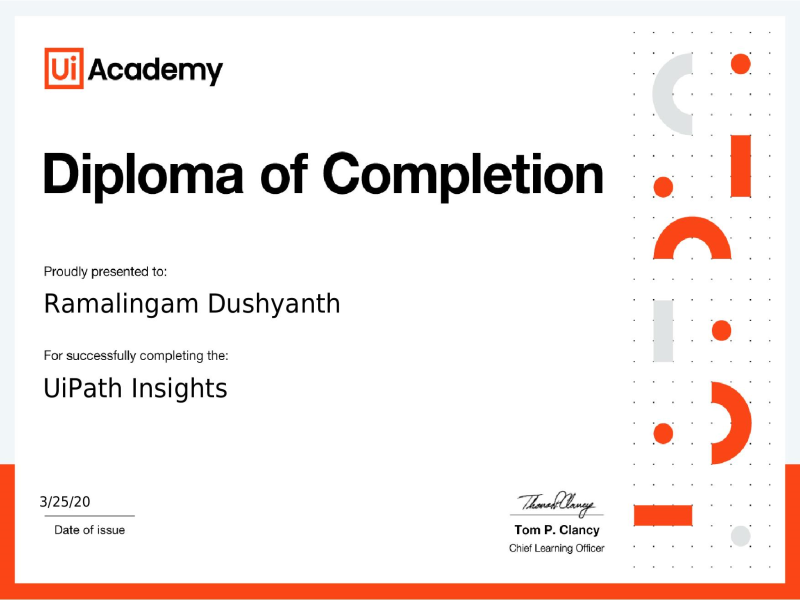 Ui Academy
Diploma of Completion
Proudly presented to:
Ramalingam Dushyanth
For successfully completing the:
UiPath Insights
3/25/20
Date of issue
Thomas P. Clancy
Tom P. Clancy
Chief Learning Officer